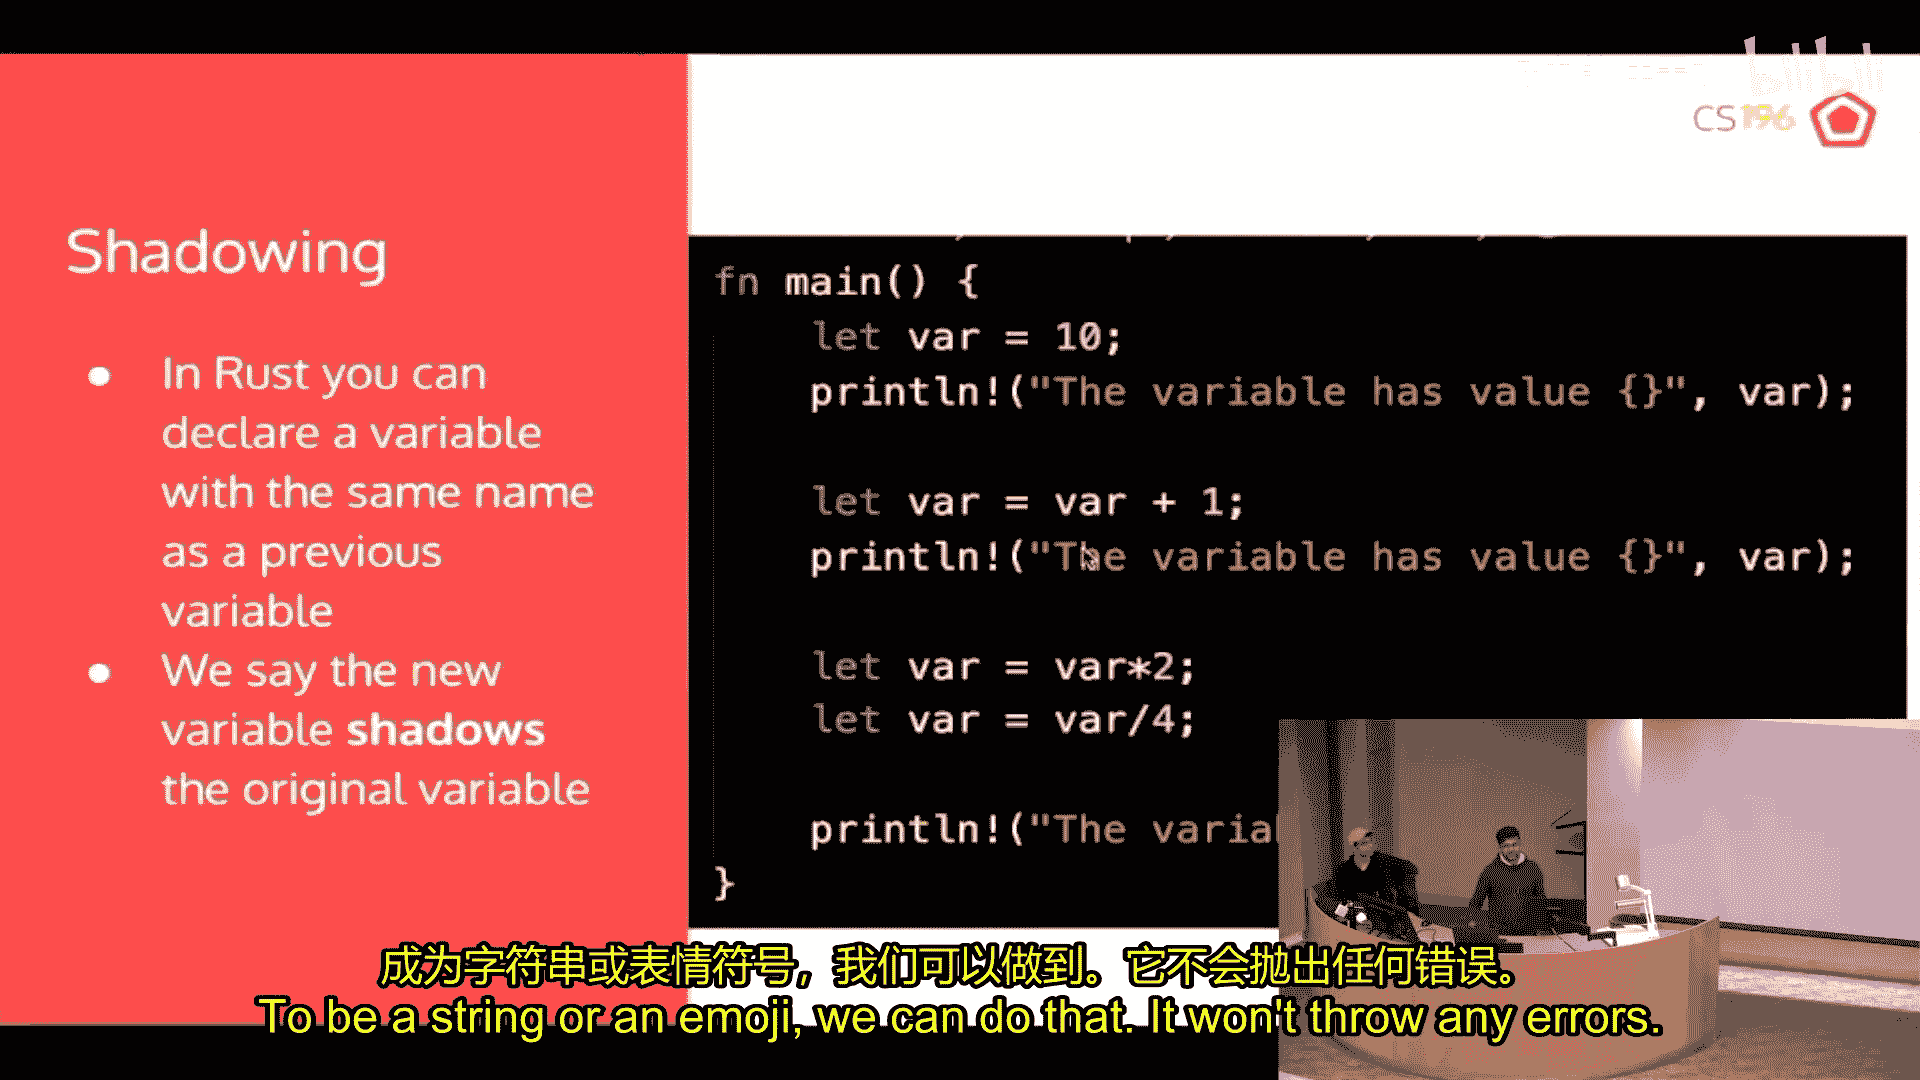 bilibili
CS196
Shadowing
● In Rust you can
declare a variable
with the same name
as a previous
variable
● We say the new
variable shadows
the original variable
fn main() {
let var = 10;
println!("The variable has value {}", var);
let var = var + 1;
println!("The variable has value {}", var);
let var = var*2;
let var = var/4;
println!("The varia
}
成为字符串或表情符号，我们可以做到。它不会抛出任何错误。
To be a string or an emoji, we can do that. It won't throw any errors.